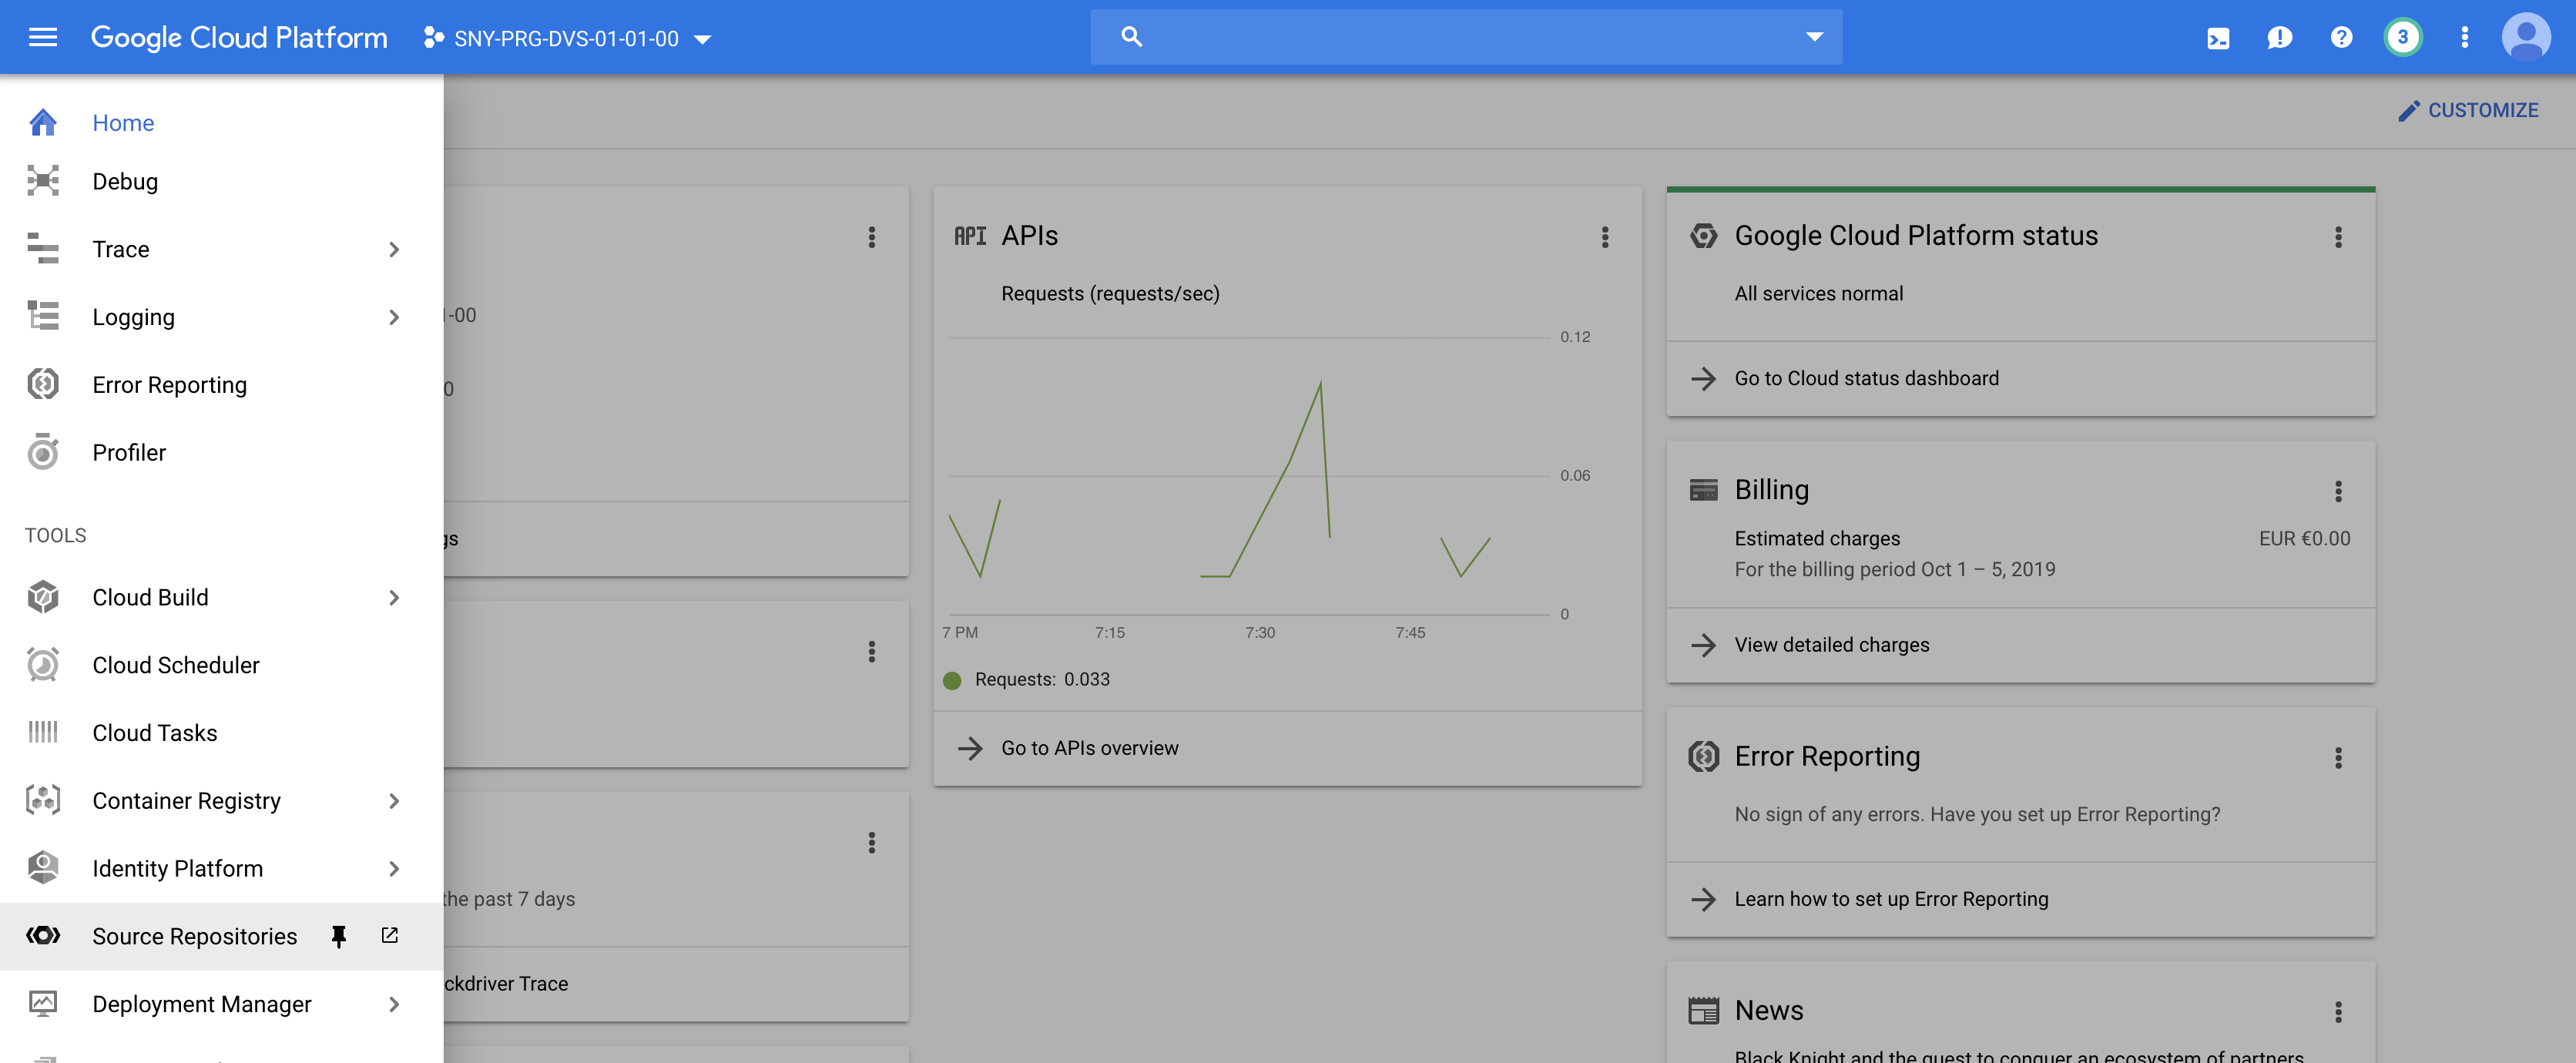 Google Cloud Platform
SNY-PRG-DVS-01-01-00
3
Home
Debug
Trace
Logging
Error Reporting
Profiler
TOOLS
Cloud Build
Cloud Scheduler
Cloud Tasks
Container Registry
Identity Platform
Source Repositories
Deployment Manager
CUSTOMIZE
-00
0
gs
the past 7 days
ckdriver Trace
API APIs
Requests (requests/sec)
0.12
0.06
0
7 PM 7:15 7:30 7:45
Requests: 0.033
Go to APIs overview
Google Cloud Platform status
All services normal
Go to Cloud status dashboard
Billing
Estimated charges EUR €0.00
For the billing period Oct 1 – 5, 2019
View detailed charges
Error Reporting
No sign of any errors. Have you set up Error Reporting?
Learn how to set up Error Reporting
News
Black Knight and the quest to conquer an ecosystem of partners